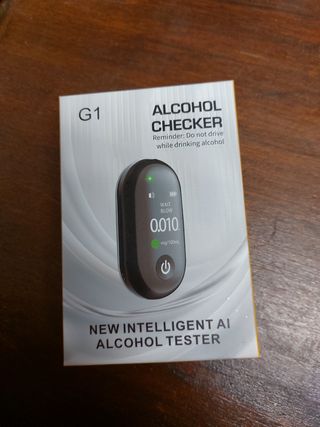 G1
ALCOHOL
CHECKER
Reminder: Do not drive
while drinking alcohol
WAIT
BLOW
0.010
mg/100mL
NEW INTELLIGENT AI
ALCOHOL TESTER